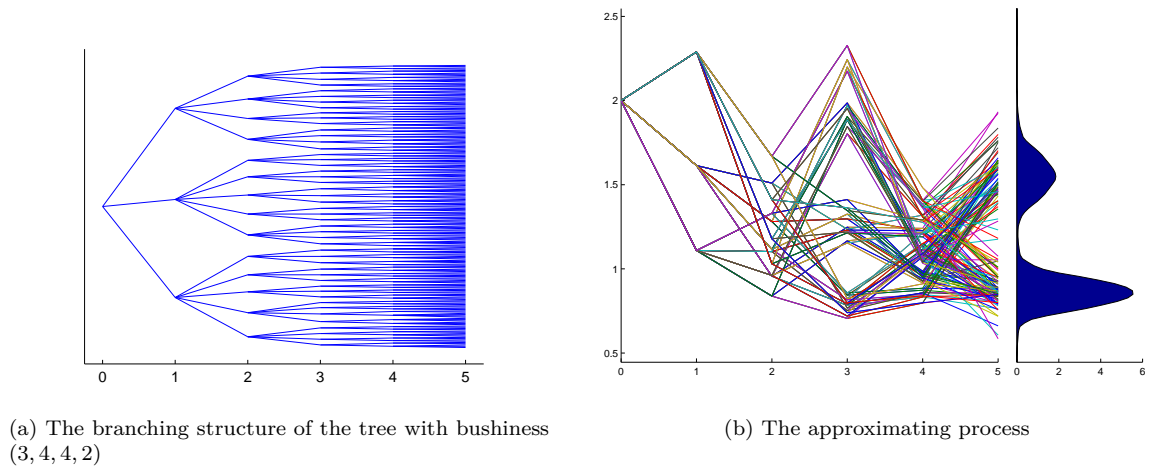 0 1 2 3 4 5
2.5
2
1.5
1
0.5
0 1 2 3 4 5
0 2 4 6
(a) The branching structure of the tree with bushiness
(3, 4, 4, 2)
(b) The approximating process